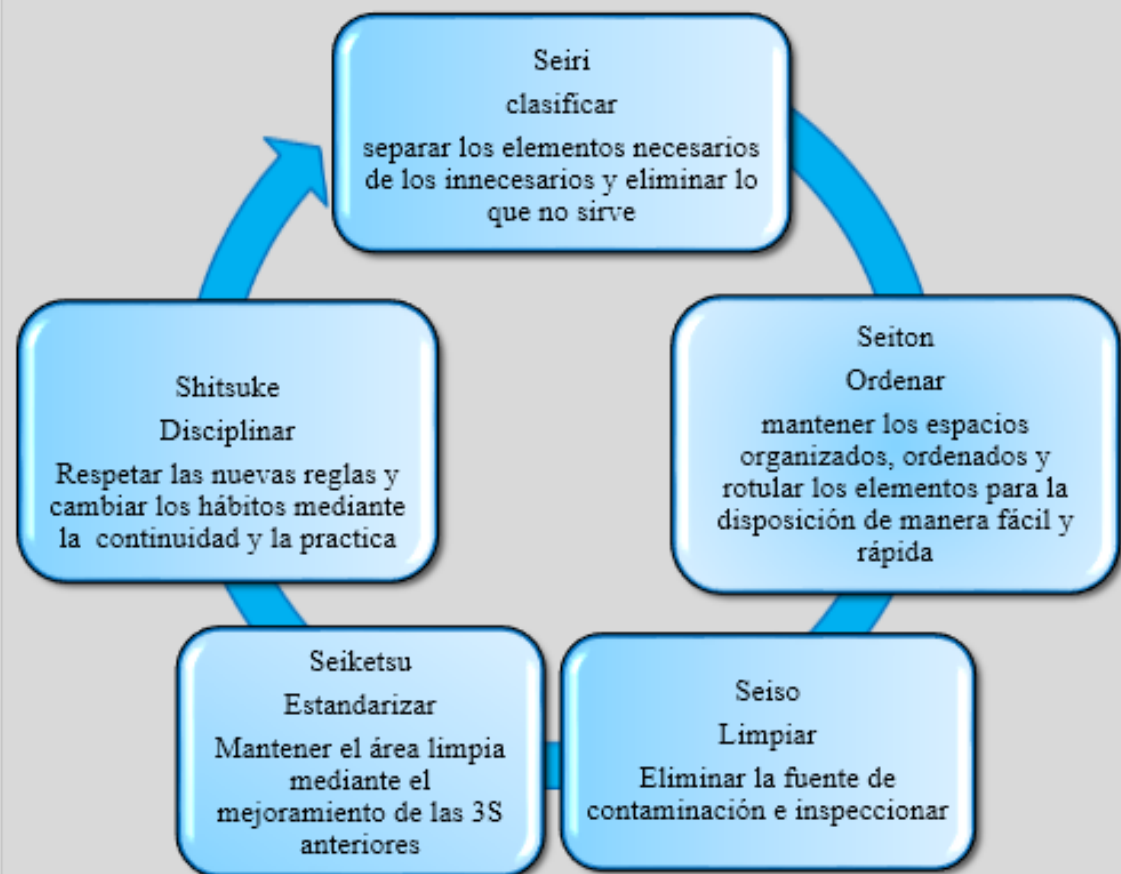 Seiri
clasificar
separar los elementos necesarios
de los innecesarios y eliminar lo
que no sirve
Seiton
Ordenar
mantener los espacios
organizados, ordenados y
rotular los elementos para la
disposición de manera fácil y
rápida
Seiso
Limpiar
Eliminar la fuente de
contaminación e inspeccionar
Seiketsu
Estandarizar
Mantener el área limpia
mediante el
mejoramiento de las 3S
anteriores
Shitsuke
Disciplinar
Respetar las nuevas reglas y
cambiar los hábitos mediante
la continuidad y la practica